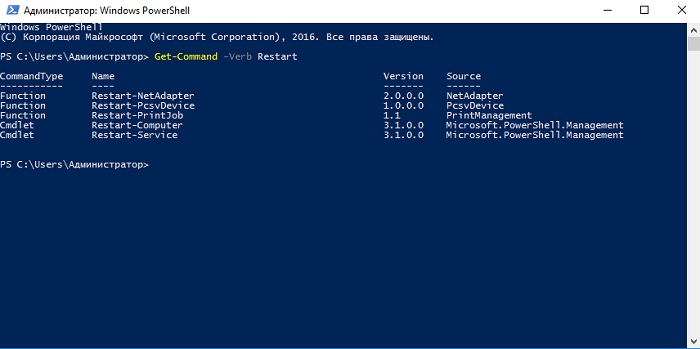 Администратор: Windows PowerShell
Windows PowerShell
(C) Корпорация Майкрософт (Microsoft Corporation), 2016. Все права защищены.
PS C:\Users\Администратор> Get-Command -Verb Restart
CommandType Name Version Source
----------- ---- ------- ------
Function Restart-NetAdapter 2.0.0.0 NetAdapter
Function Restart-PcsvDevice 1.0.0.0 PcsvDevice
Function Restart-PrintJob 1.1 PrintManagement
Cmdlet Restart-Computer 3.1.0.0 Microsoft.PowerShell.Management
Cmdlet Restart-Service 3.1.0.0 Microsoft.PowerShell.Management
PS C:\Users\Администратор>